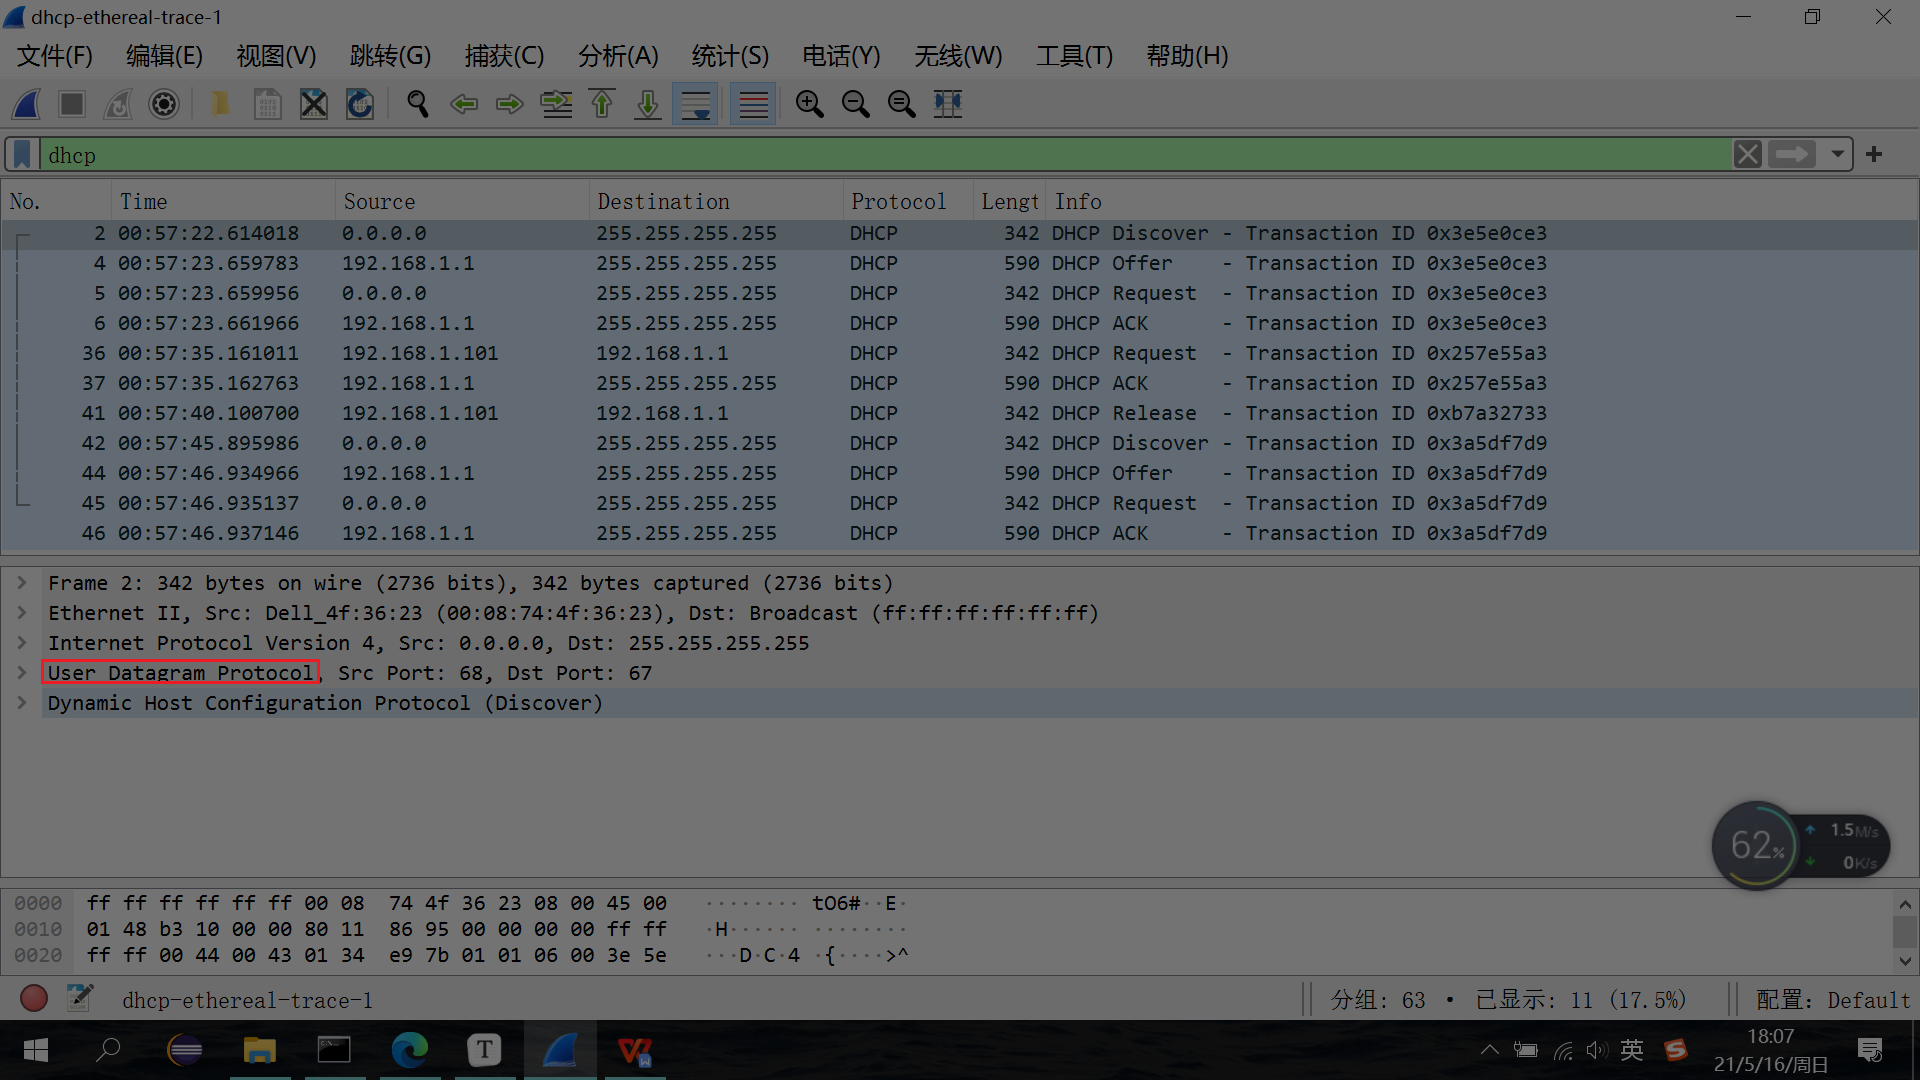 dhcp-ethereal-trace-1
文件(F) 编辑(E) 视图(V) 跳转(G) 捕获(C) 分析(A) 统计(S) 电话(Y) 无线(W) 工具(T) 帮助(H)
dhcp
No. Time Source Destination Protocol Lengt Info
2 00:57:22.614018 0.0.0.0 255.255.255.255 DHCP 342 DHCP Discover - Transaction ID 0x3e5e0ce3
4 00:57:23.659783 192.168.1.1 255.255.255.255 DHCP 590 DHCP Offer - Transaction ID 0x3e5e0ce3
5 00:57:23.659956 0.0.0.0 255.255.255.255 DHCP 342 DHCP Request - Transaction ID 0x3e5e0ce3
6 00:57:23.661966 192.168.1.1 255.255.255.255 DHCP 590 DHCP ACK - Transaction ID 0x3e5e0ce3
36 00:57:35.161011 192.168.1.101 192.168.1.1 DHCP 342 DHCP Request - Transaction ID 0x257e55a3
37 00:57:35.162763 192.168.1.1 255.255.255.255 DHCP 590 DHCP ACK - Transaction ID 0x257e55a3
41 00:57:40.100700 192.168.1.101 192.168.1.1 DHCP 342 DHCP Release - Transaction ID 0xb7a32733
42 00:57:45.895986 0.0.0.0 255.255.255.255 DHCP 342 DHCP Discover - Transaction ID 0x3a5df7d9
44 00:57:46.934966 192.168.1.1 255.255.255.255 DHCP 590 DHCP Offer - Transaction ID 0x3a5df7d9
45 00:57:46.935137 0.0.0.0 255.255.255.255 DHCP 342 DHCP Request - Transaction ID 0x3a5df7d9
46 00:57:46.937146 192.168.1.1 255.255.255.255 DHCP 590 DHCP ACK - Transaction ID 0x3a5df7d9
Frame 2: 342 bytes on wire (2736 bits), 342 bytes captured (2736 bits)
Ethernet II, Src: Dell_4f:36:23 (00:08:74:4f:36:23), Dst: Broadcast (ff:ff:ff:ff:ff:ff)
Internet Protocol Version 4, Src: 0.0.0.0, Dst: 255.255.255.255
User Datagram Protocol, Src Port: 68, Dst Port: 67
Dynamic Host Configuration Protocol (Discover)
62% 1.5M/s
0K/s
0000 ff ff ff ff ff ff 00 08 74 4f 36 23 08 00 45 00 ········ tO6#··E·
0010 01 48 b3 10 00 00 80 11 86 95 00 00 00 00 ff ff ·H······ ········
0020 ff ff 00 44 00 43 01 34 e9 7b 01 01 06 00 3e 5e ···D·C·4 ·{····>^
dhcp-ethereal-trace-1 分组: 63 · 已显示: 11 (17.5%) 配置: Default
T 英 18:07
21/5/16/周日